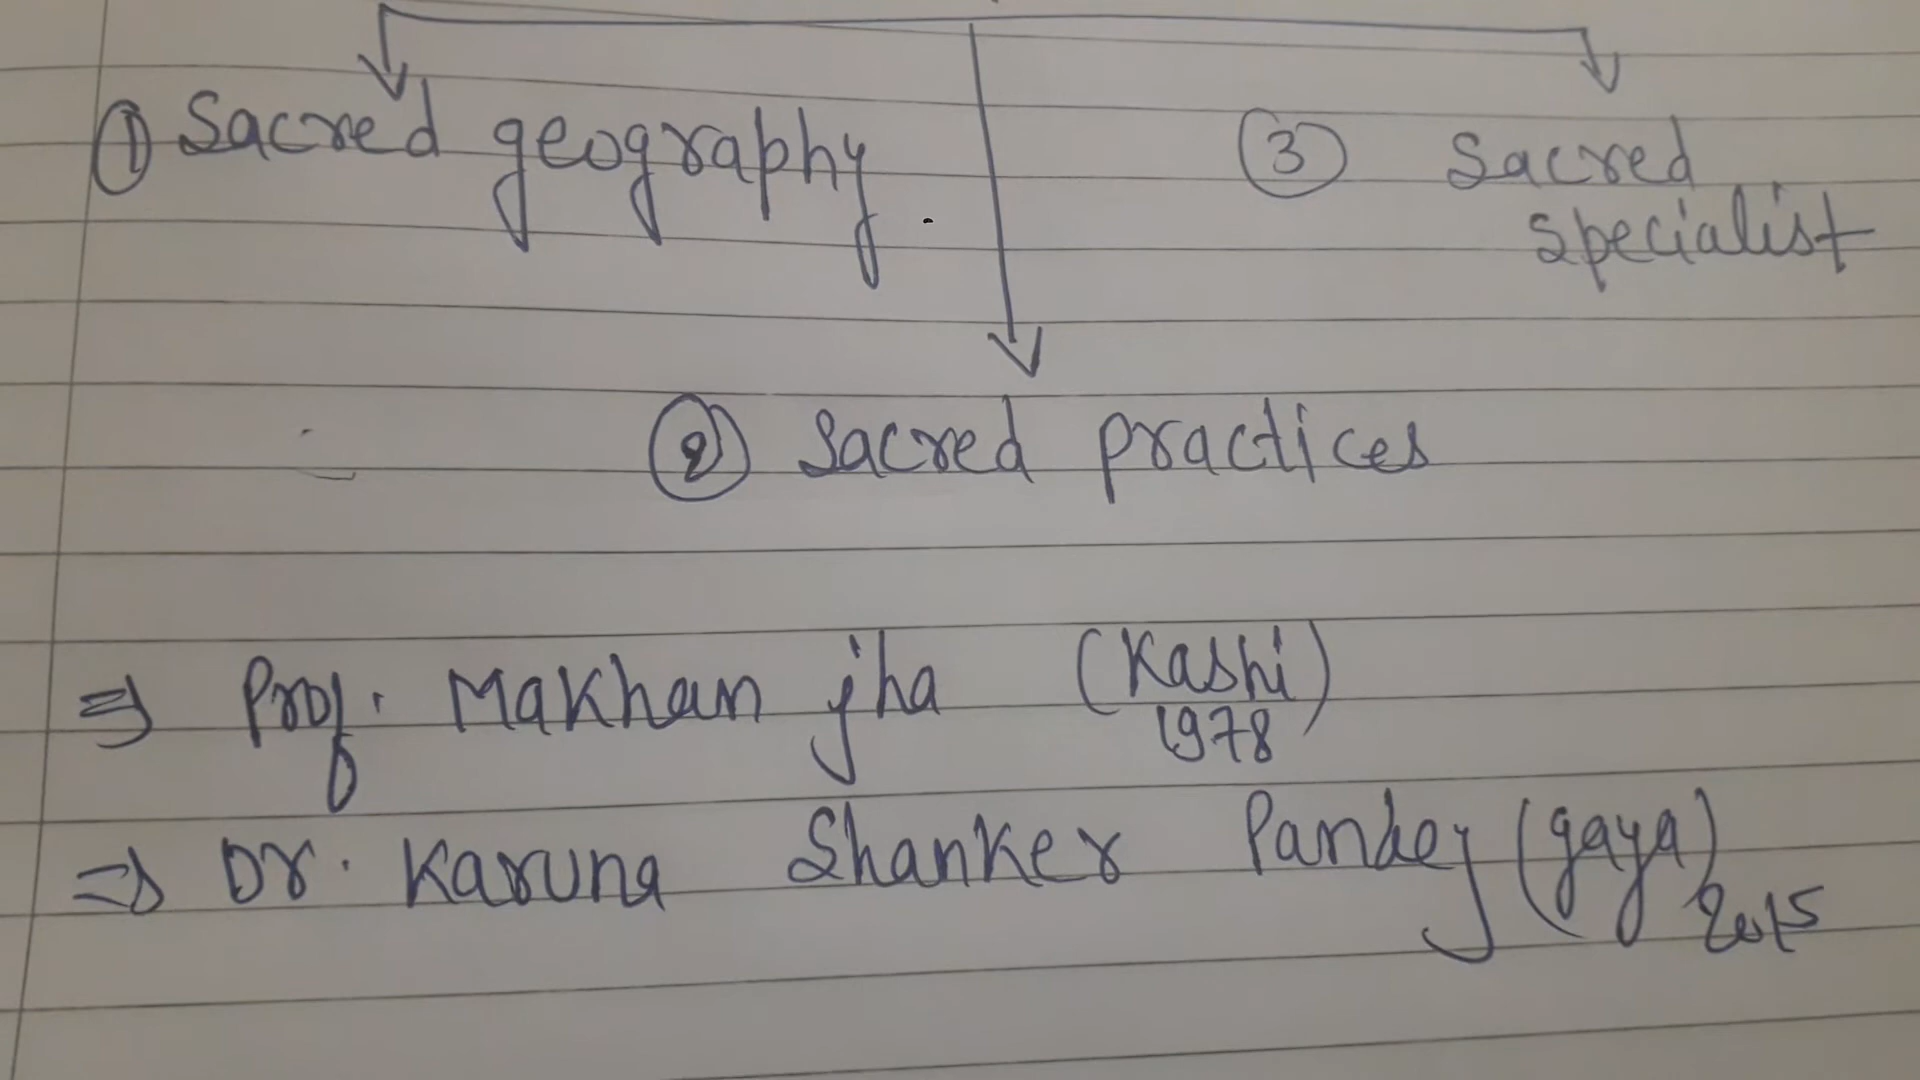 ① Sacred geography.
③ Sacred
specialist
② Sacred practices
⇒ Prof. Makhan jha (Kashi)
1978
⇒ Dr. Karuna Shanker Pandey (gaya)
2015